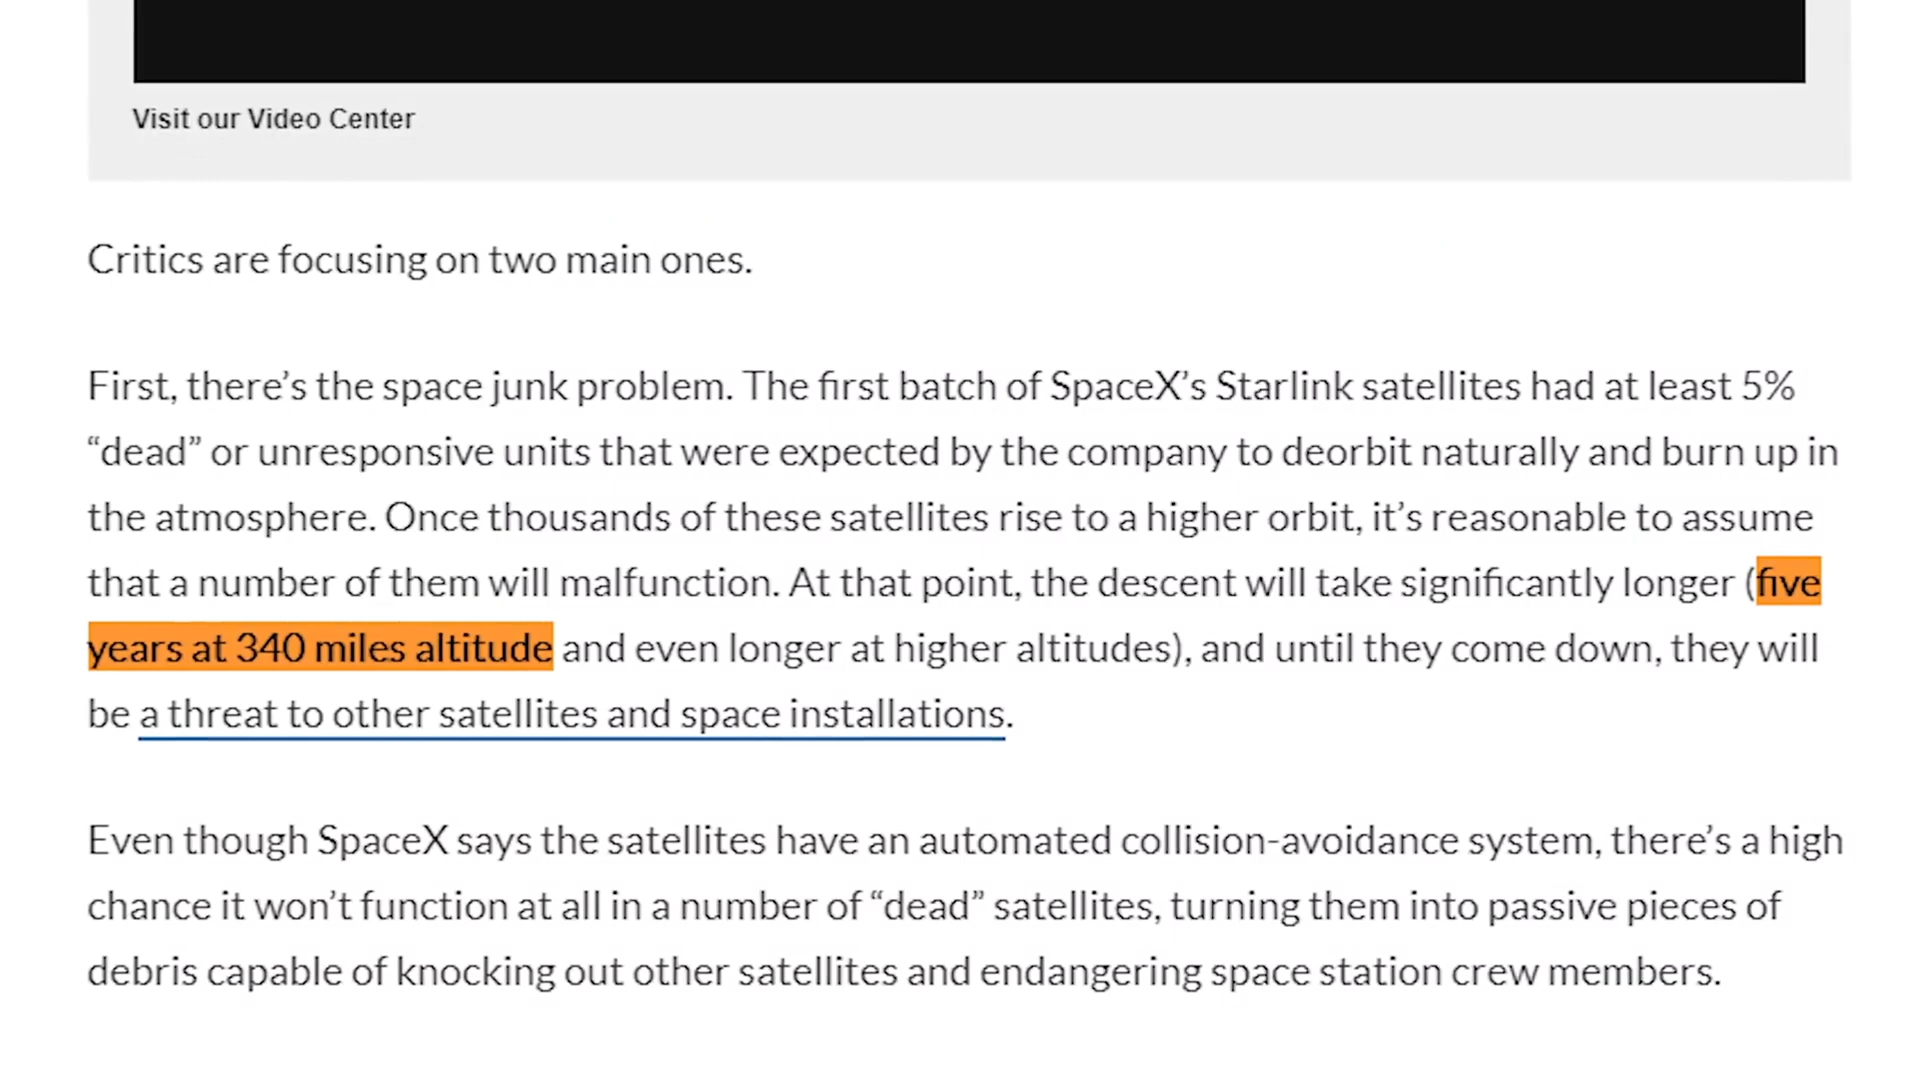 Visit our Video Center
Critics are focusing on two main ones.
First, there’s the space junk problem. The first batch of SpaceX’s Starlink satellites had at least 5%
“dead” or unresponsive units that were expected by the company to deorbit naturally and burn up in
the atmosphere. Once thousands of these satellites rise to a higher orbit, it’s reasonable to assume
that a number of them will malfunction. At that point, the descent will take significantly longer (five
years at 340 miles altitude and even longer at higher altitudes), and until they come down, they will
be a threat to other satellites and space installations.
Even though SpaceX says the satellites have an automated collision-avoidance system, there’s a high
chance it won’t function at all in a number of “dead” satellites, turning them into passive pieces of
debris capable of knocking out other satellites and endangering space station crew members.